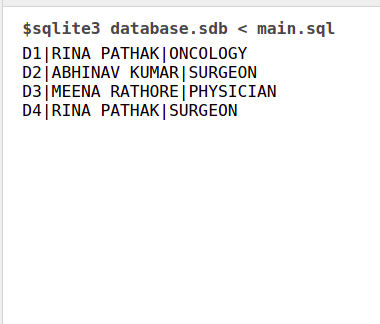 $sqlite3 database.sdb < main.sql
D1|RINA PATHAK|ONCOLOGY
D2|ABHINAV KUMAR|SURGEON
D3|MEENA RATHORE|PHYSICIAN
D4|RINA PATHAK|SURGEON